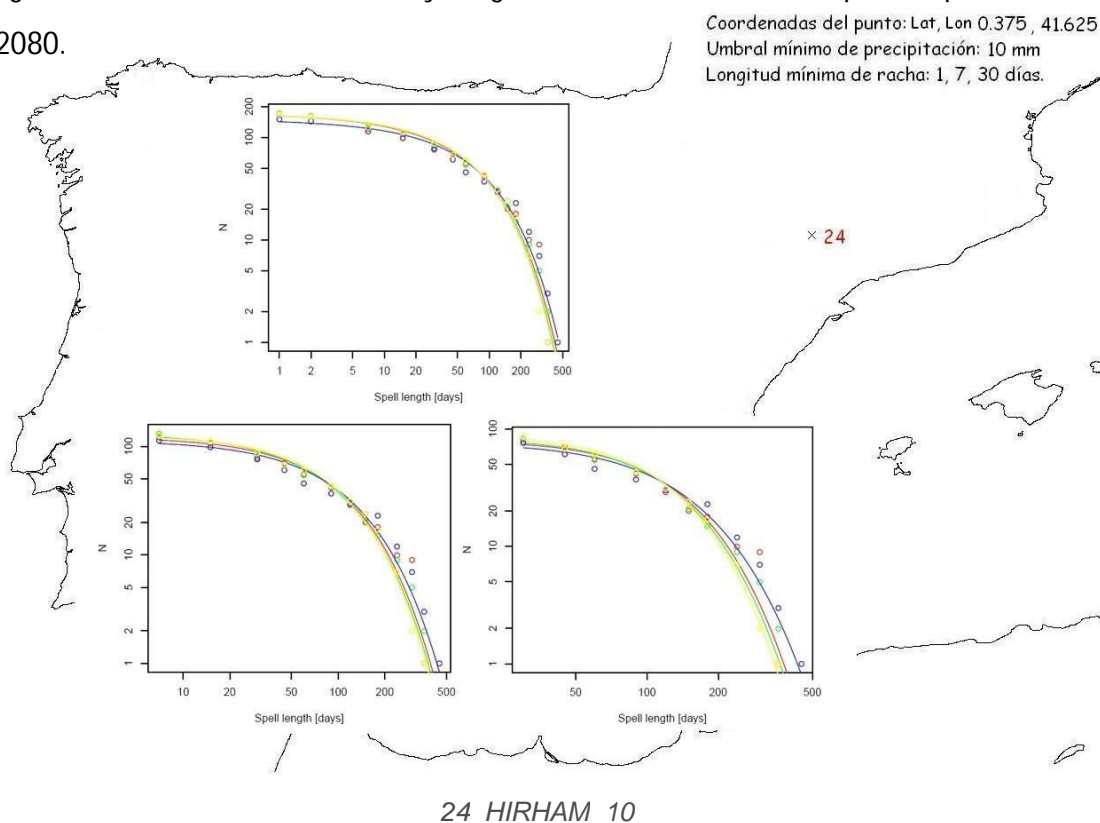 2080.
Coordenadas del punto: Lat, Lon 0.375 , 41.625
Umbral mínimo de precipitación: 10 mm
Longitud mínima de racha: 1, 7, 30 días.
24
200
100
50
20
10
5
2
1
N
1 2 5 10 20 50 100 200 500
Spell length [days]
100
50
20
10
5
2
1
N
10 20 50 100 200 500
Spell length [days]
100
50
20
10
5
2
1
N
50 100 200 500
Spell length [days]
24 HIRHAM 10